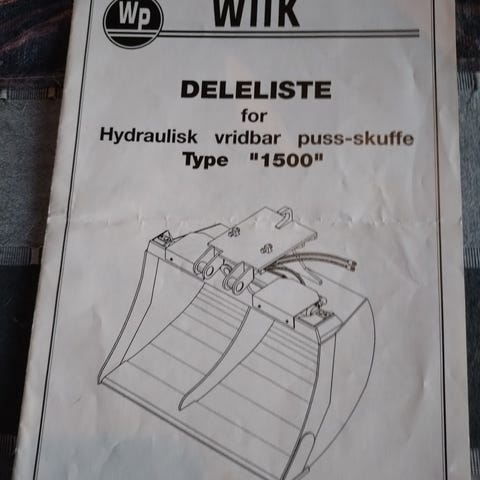 Wp
WIIK
DELELISTE
for
Hydraulisk vridbar puss-skuffe
Type "1500"